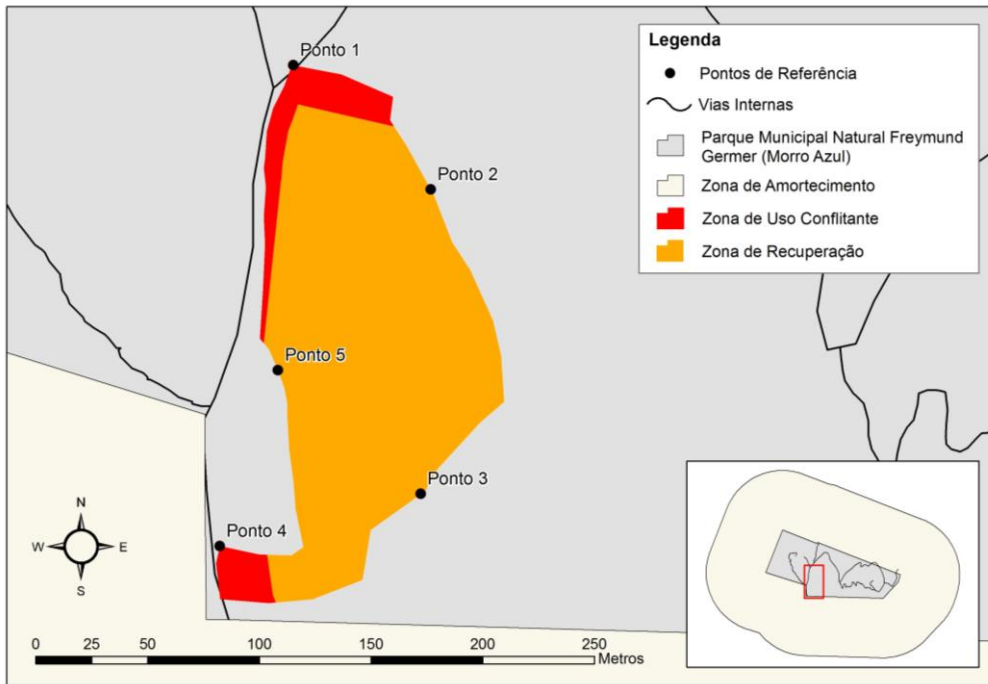 Ponto 1
Ponto 2
Ponto 5
Ponto 3
Ponto 4
Legenda
Pontos de Referência
Vias Internas
Parque Municipal Natural Freymund
Germer (Morro Azul)
Zona de Amortecimento
Zona de Uso Conflitante
Zona de Recuperação
N
W E
S
0 25 50 100 150 200 250
Metros